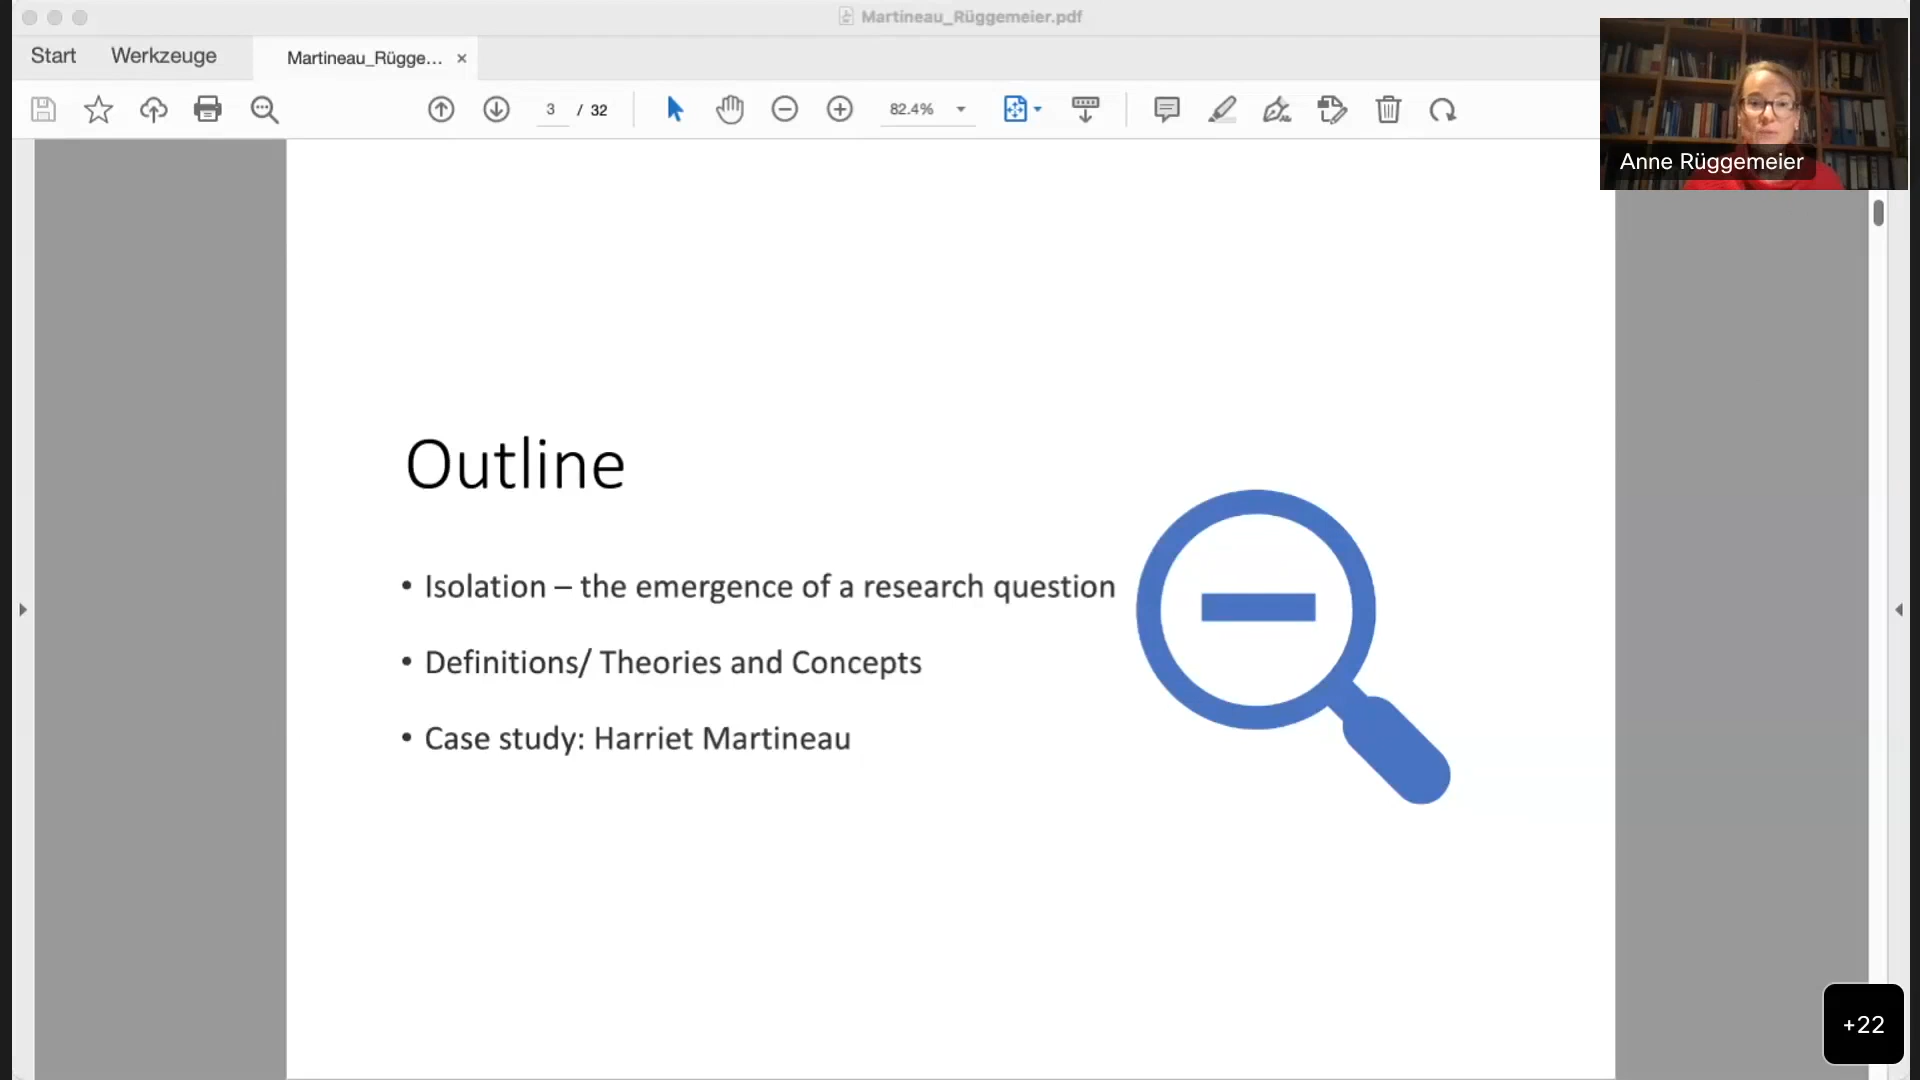 Martineau_Rüggemeier.pdf
Start Werkzeuge Martineau_Rügge... ×
3 / 32 82.4%
Anne Rüggemeier
Outline
• Isolation – the emergence of a research question
• Definitions/ Theories and Concepts
• Case study: Harriet Martineau
+22